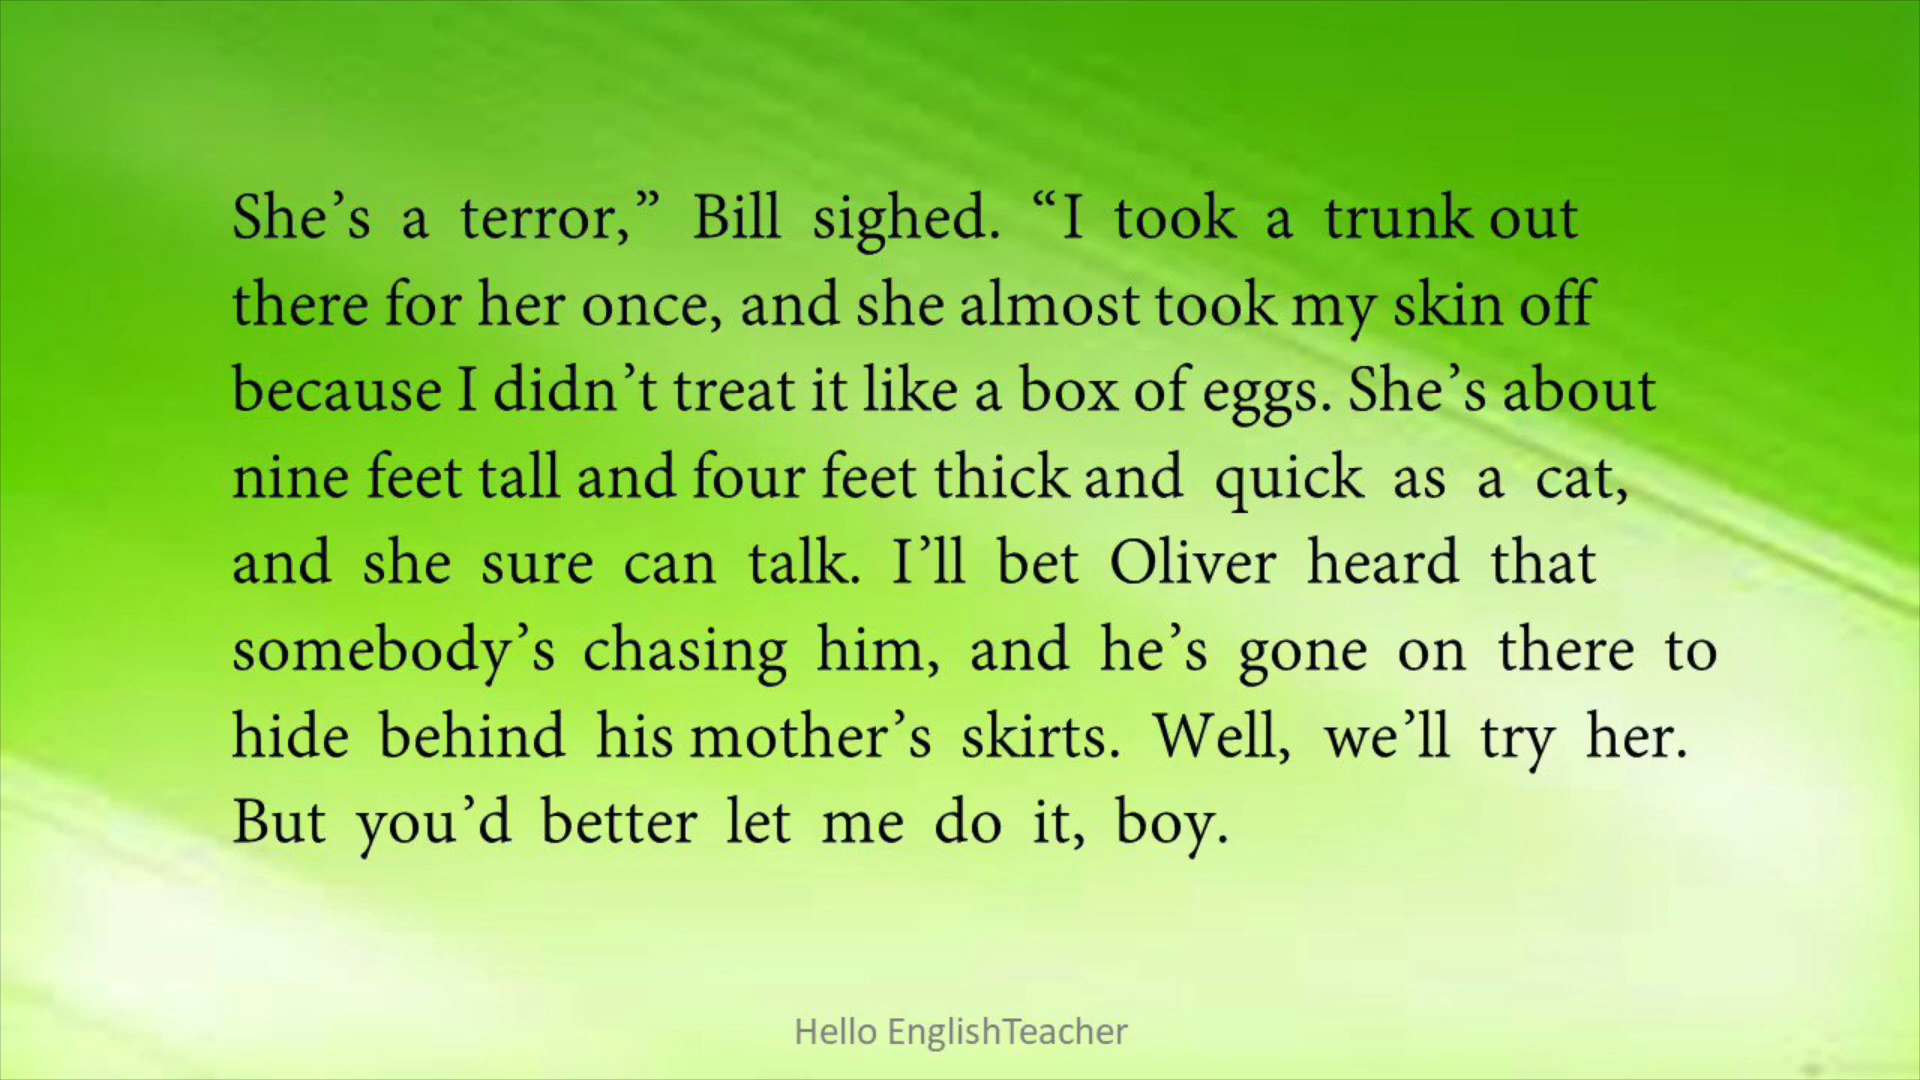 She’s a terror,” Bill sighed. “I took a trunk out
there for her once, and she almost took my skin off
because I didn’t treat it like a box of eggs. She’s about
nine feet tall and four feet thick and quick as a cat,
and she sure can talk. I’ll bet Oliver heard that
somebody’s chasing him, and he’s gone on there to
hide behind his mother’s skirts. Well, we’ll try her.
But you’d better let me do it, boy.
Hello EnglishTeacher